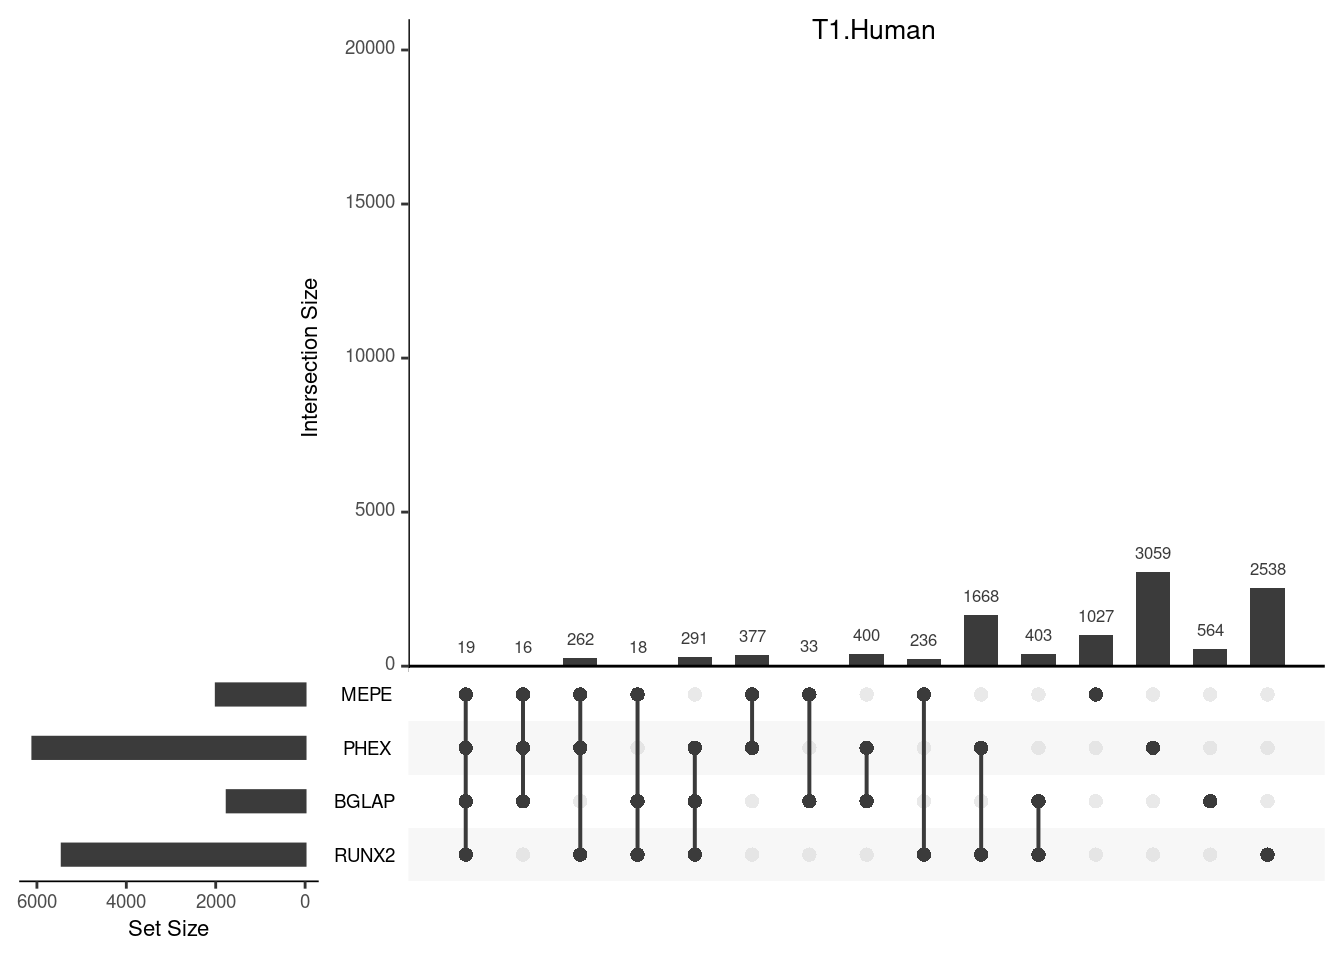 T1.Human
20000
15000
10000
5000
0
Intersection Size
19 16 262 18 291 377 33 400 236 1668 403 1027 3059 564 2538
MEPE
PHEX
BGLAP
RUNX2
6000 4000 2000 0
Set Size